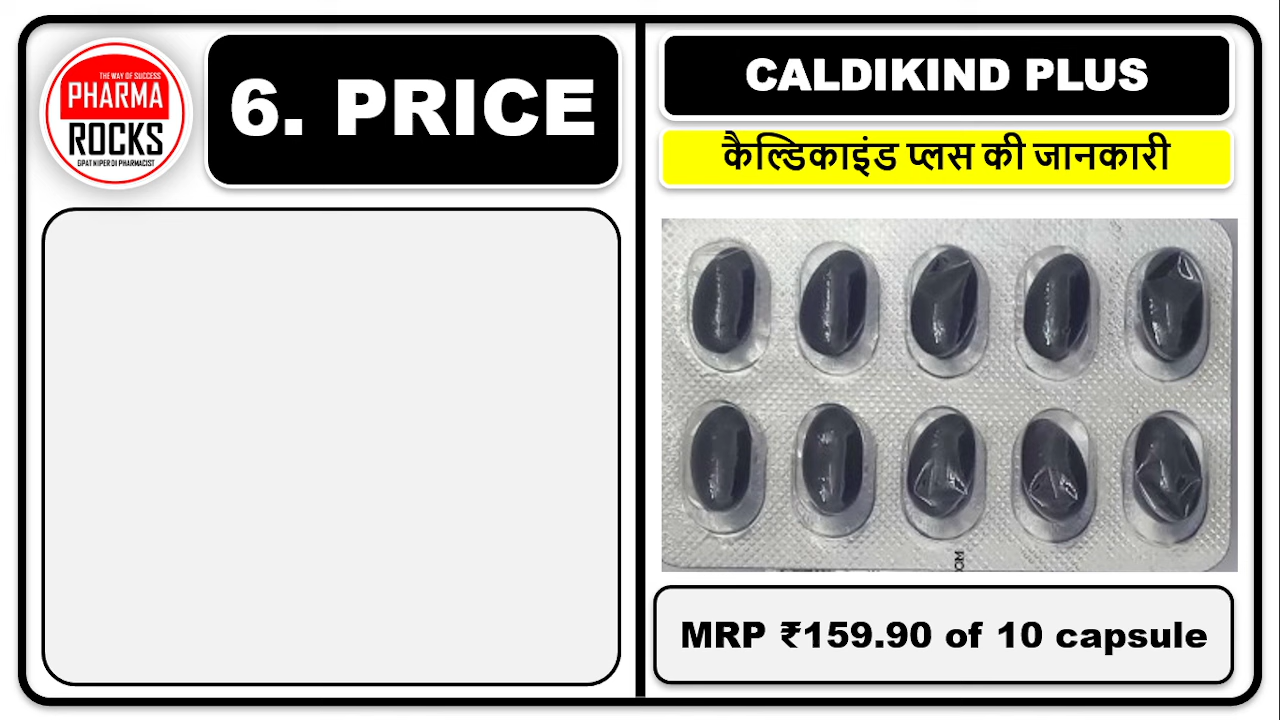 THE WAY OF SUCCESS
PHARMA
ROCKS
GPAT NIPER DI PHARMACIST
6. PRICE
CALDIKIND PLUS
कैल्डिकाइंड प्लस की जानकारी
MRP ₹159.90 of 10 capsule